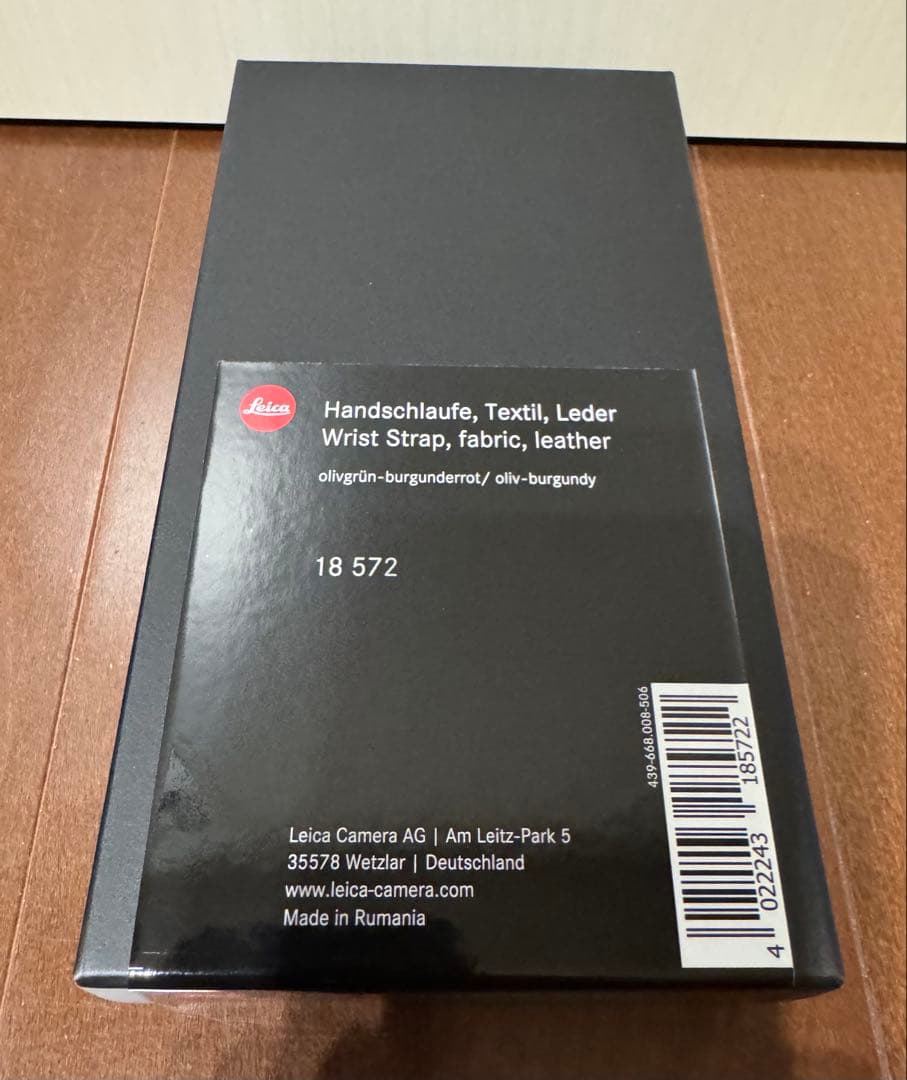 Leica
Handschlaufe, Textil, Leder
Wrist Strap, fabric, leather
olivgrün-burgunderrot/ oliv-burgundy
18 572
439-668.008-506
4 022243 185722
Leica Camera AG | Am Leitz-Park 5
35578 Wetzlar | Deutschland
www.leica-camera.com
Made in Rumania